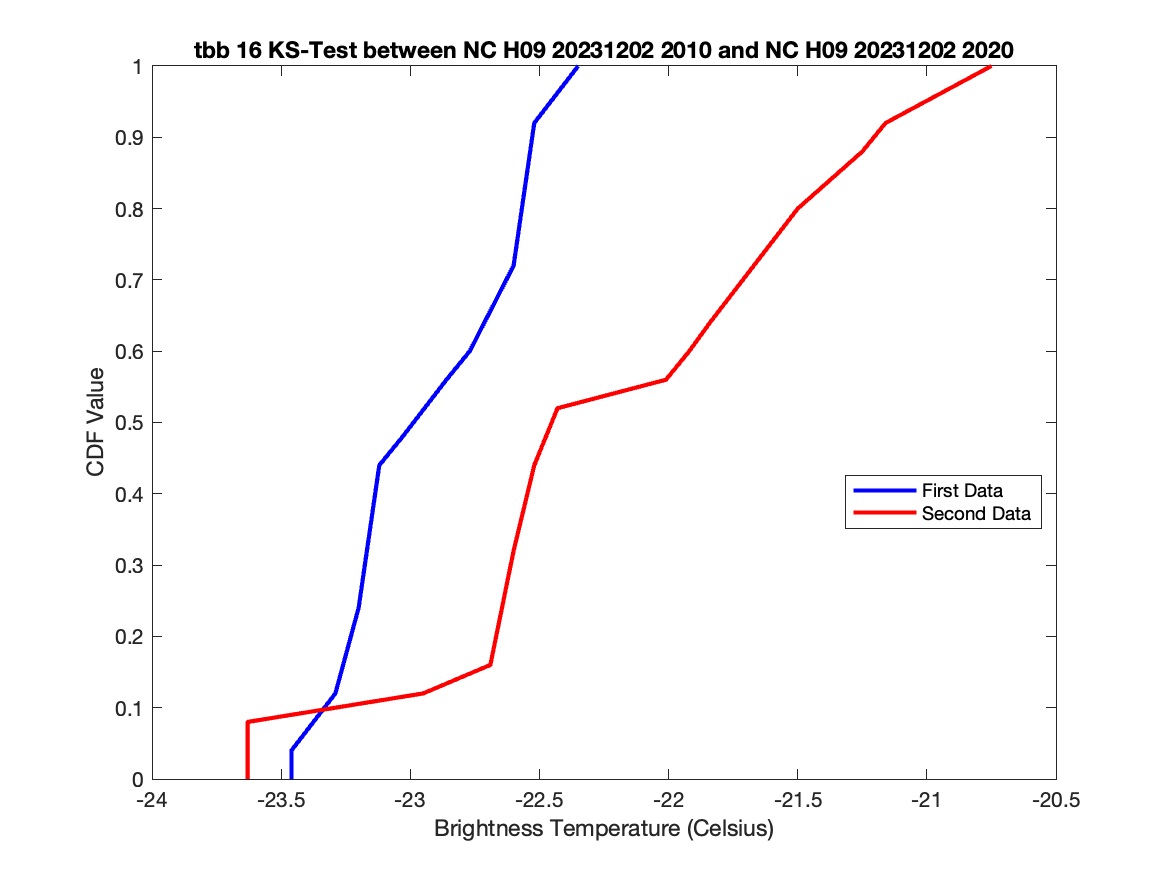 tbb 16 KS-Test between NC H09 20231202 2010 and NC H09 20231202 2020
1
0.9
0.8
0.7
0.6
0.5
0.4
0.3
0.2
0.1
0
CDF Value
First Data
Second Data
-24 -23.5 -23 -22.5 -22 -21.5 -21 -20.5
Brightness Temperature (Celsius)